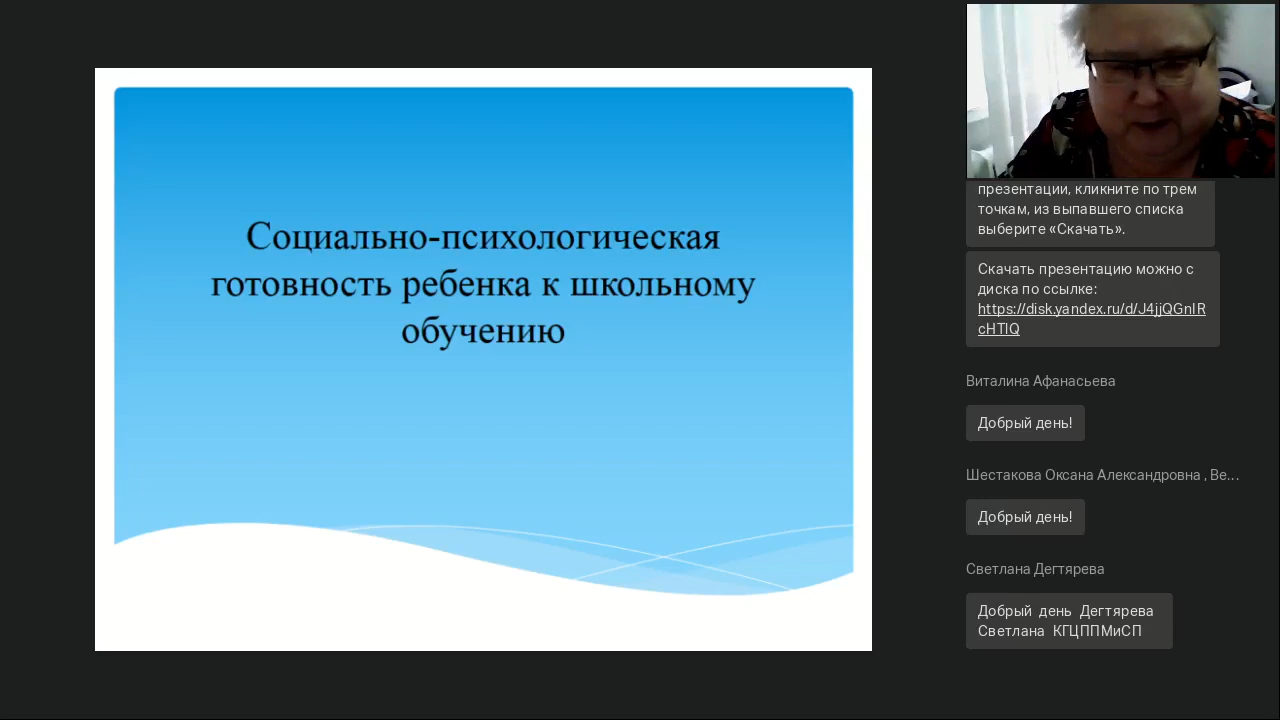 Социально-психологическая
готовность ребенка к школьному
обучению
презентации, кликните по трем
точкам, из выпавшего списка
выберите «Скачать».
Скачать презентацию можно с
диска по ссылке:
https://disk.yandex.ru/d/J4jjQGnIR
cHTlQ
Виталина Афанасьева
Добрый день!
Шестакова Оксана Александровна , Ве...
Добрый день!
Светлана Дегтярева
Добрый день Дегтярева
Светлана КГЦППМиСП